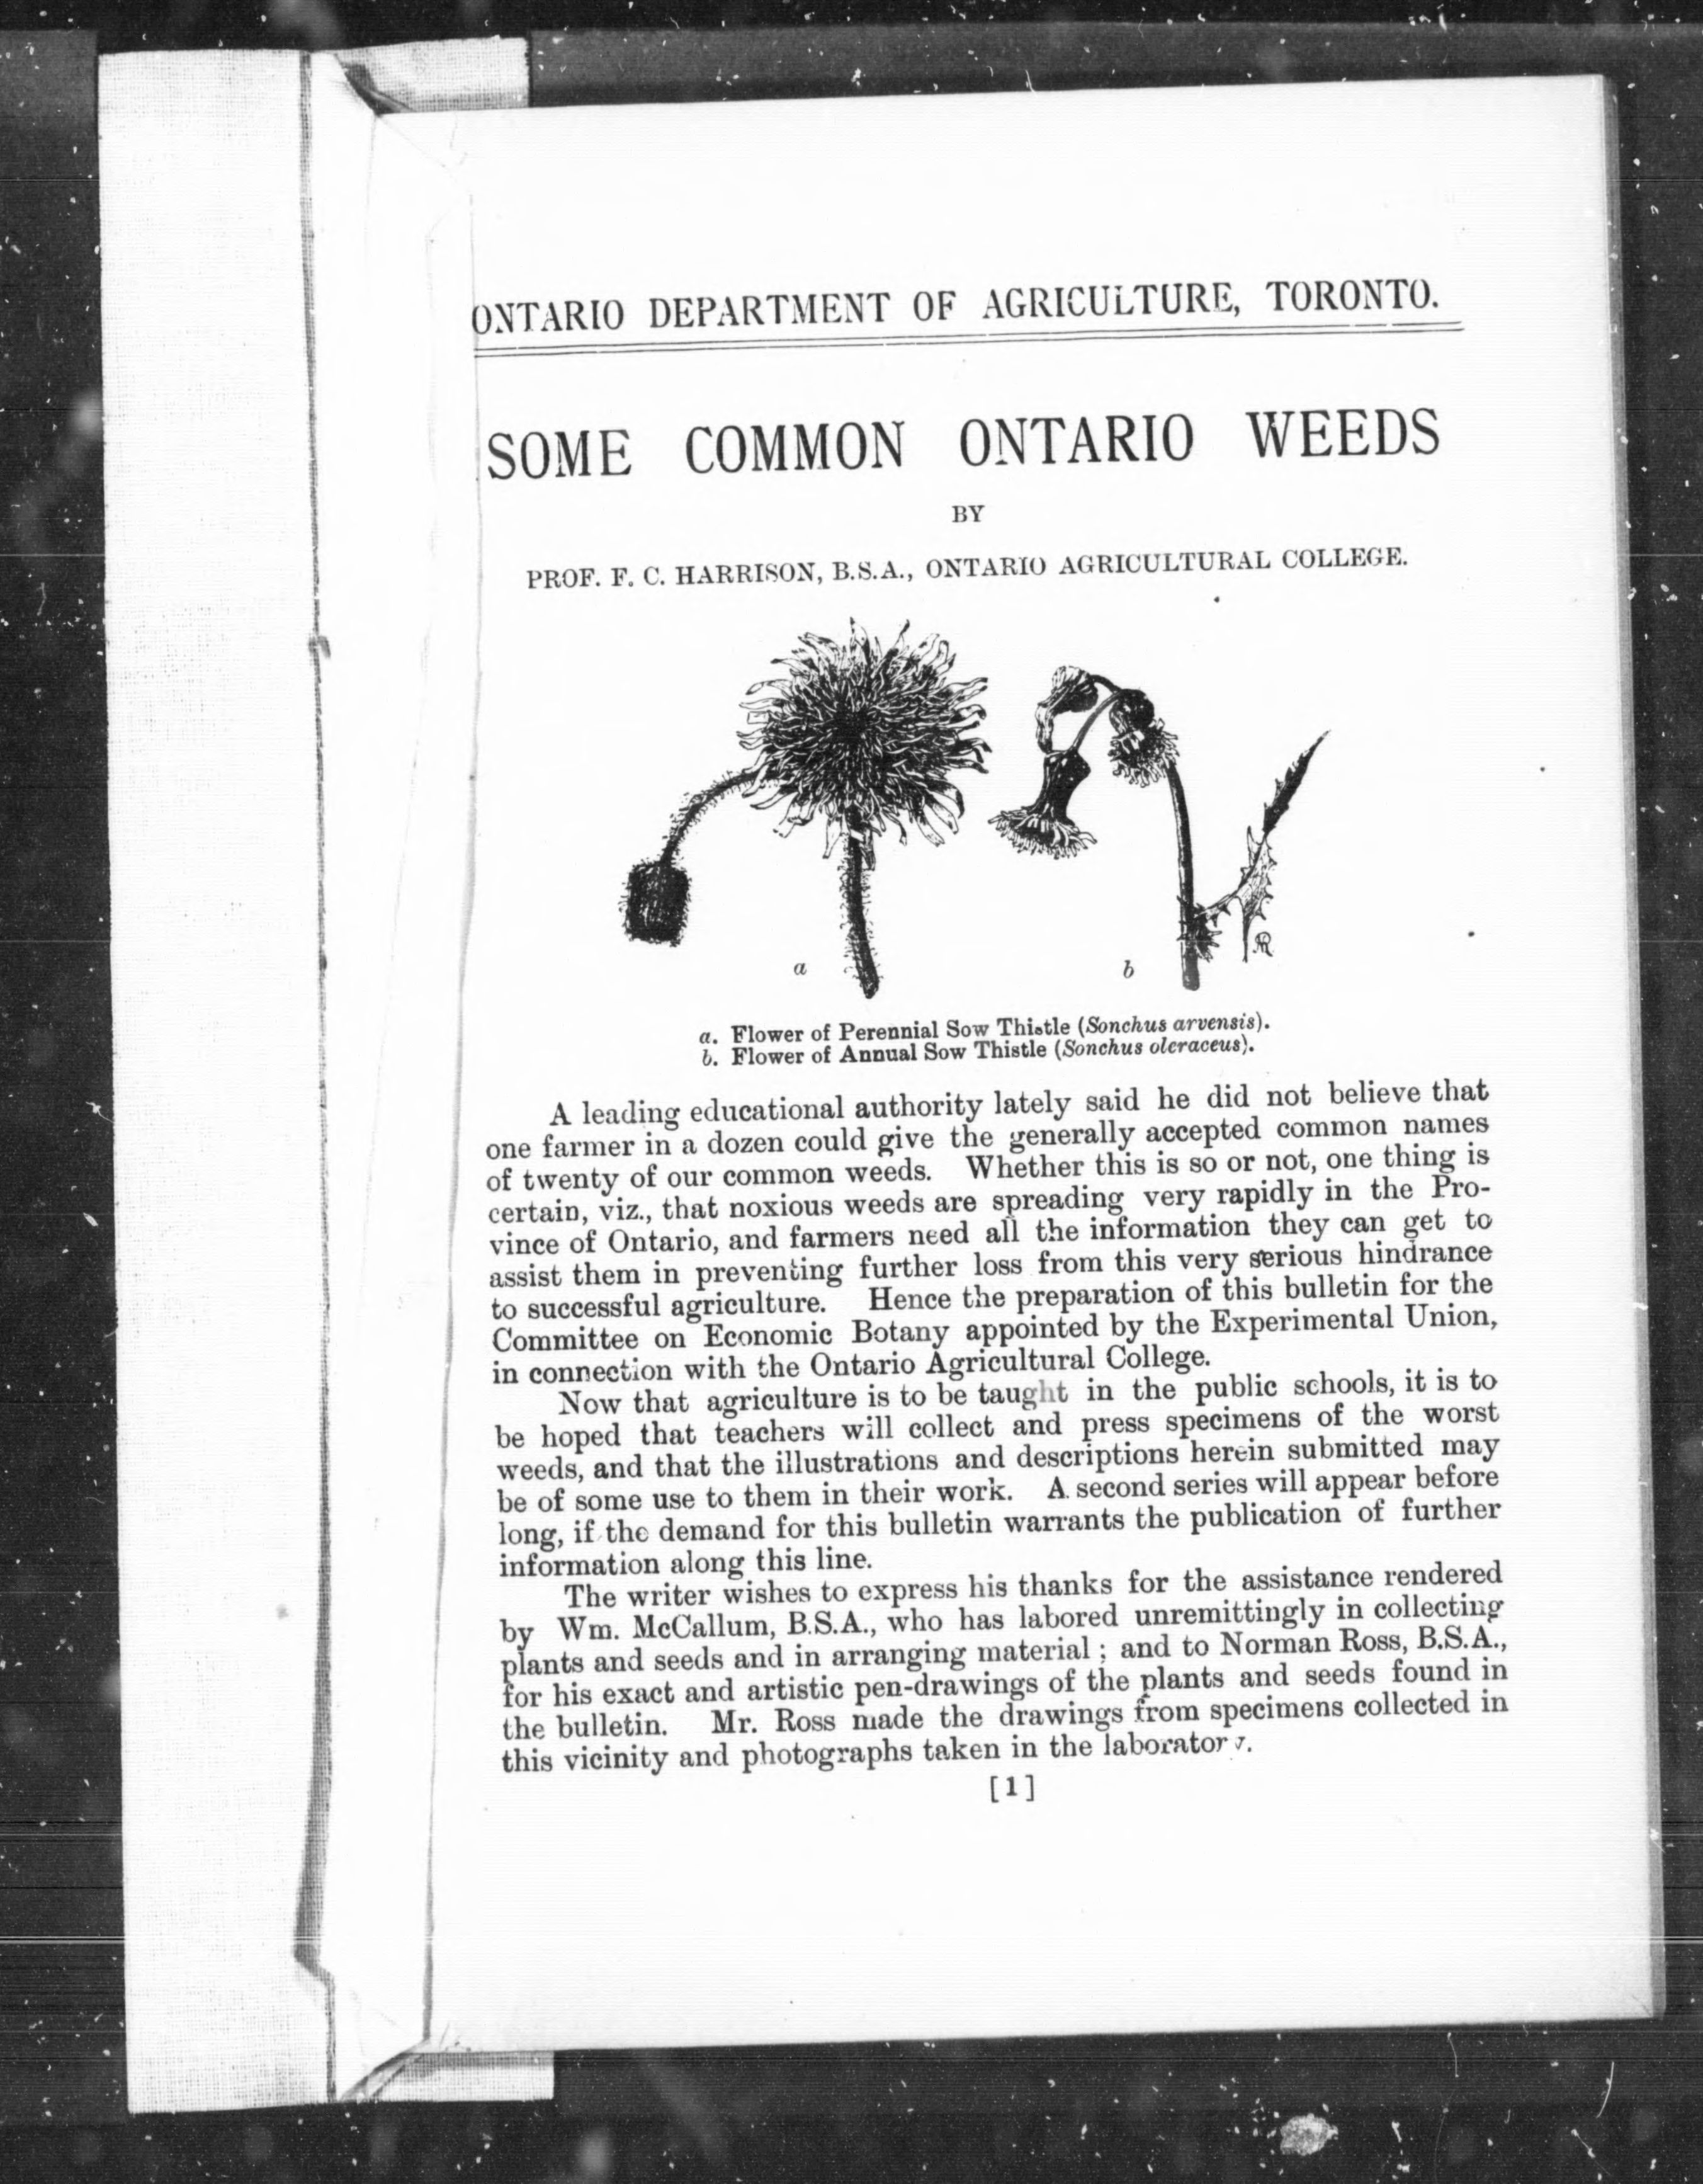 ONTARIO DEPARTMENT OF AGRICULTURE, TORONTO.
SOME COMMON ONTARIO WEEDS
BY
PROF. F. C. HARRISON, B.S.A., ONTARIO AGRICULTURAL COLLEGE.
a
b
a. Flower of Perennial Sow Thistle (Sonchus arvensis).
b. Flower of Annual Sow Thistle (Sonchus oleraceus).
A leading educational authority lately said he did not believe that
one farmer in a dozen could give the generally accepted common names
of twenty of our common weeds. Whether this is so or not, one thing is
certain, viz., that noxious weeds are spreading very rapidly in the Pro-
vince of Ontario, and farmers need all the information they can get to
assist them in preventing further loss from this very serious hindrance
to successful agriculture. Hence the preparation of this bulletin for the
Committee on Economic Botany appointed by the Experimental Union,
in connection with the Ontario Agricultural College.
Now that agriculture is to be taught in the public schools, it is to
be hoped that teachers will collect and press specimens of the worst
weeds, and that the illustrations and descriptions herein submitted may
be of some use to them in their work. A second series will appear before
long, if the demand for this bulletin warrants the publication of further
information along this line.
The writer wishes to express his thanks for the assistance rendered
by Wm. McCallum, B.S.A., who has labored unremittingly in collecting
plants and seeds and in arranging material ; and to Norman Ross, B.S.A.,
for his exact and artistic pen-drawings of the plants and seeds found in
the bulletin. Mr. Ross made the drawings from specimens collected in
this vicinity and photographs taken in the laboratory.
[1]